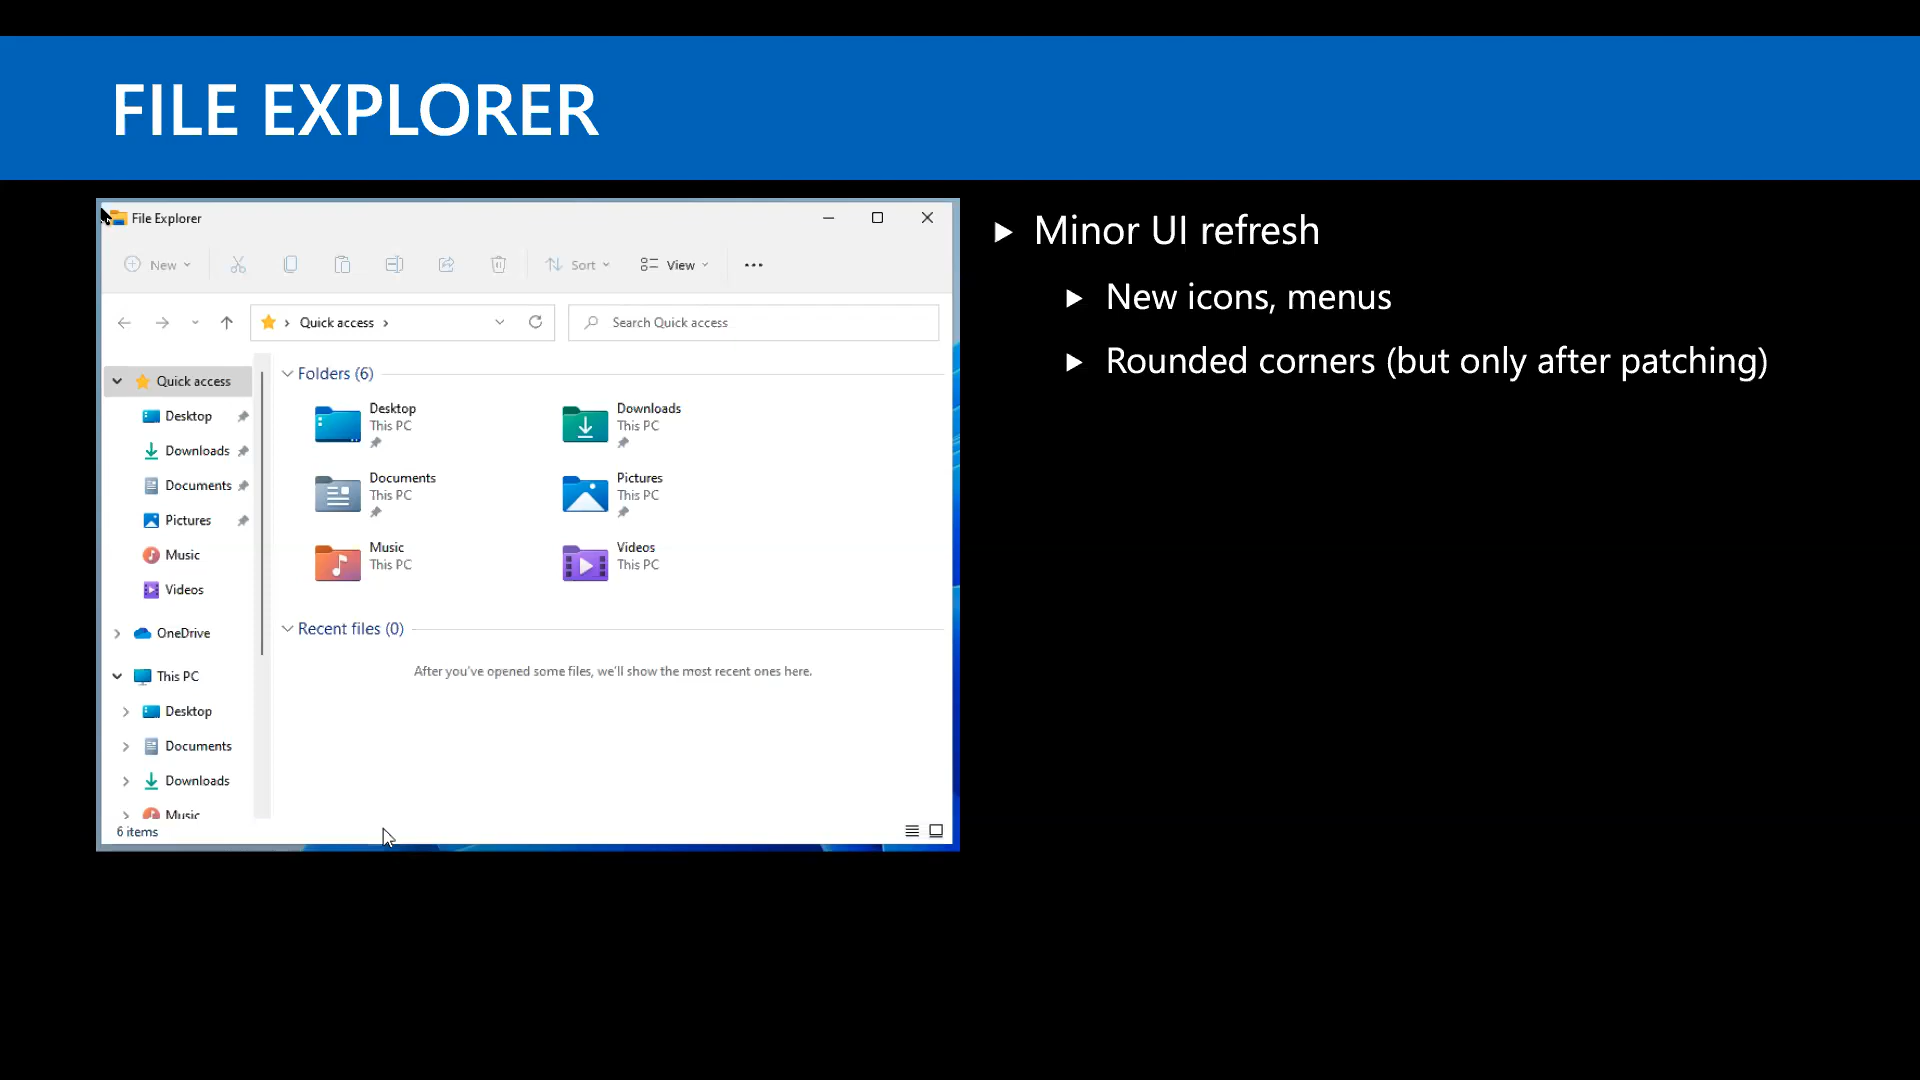 FILE EXPLORER
File Explorer
New
Sort
View
Quick access
Search Quick access
Quick access
Desktop
Downloads
Documents
Pictures
Music
Videos
OneDrive
This PC
Desktop
Documents
Downloads
Music
6 items
Folders (6)
Desktop
This PC
Downloads
This PC
Documents
This PC
Pictures
This PC
Music
This PC
Videos
This PC
Recent files (0)
After you've opened some files, we'll show the most recent ones here.
Minor UI refresh
New icons, menus
Rounded corners (but only after patching)